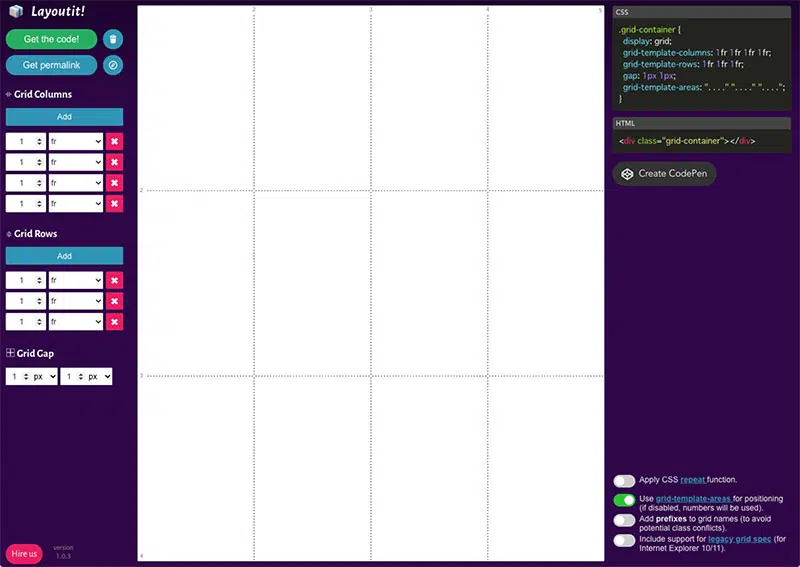 Layoutit!
Get the code!
Get permalink
Grid Columns
Add
1 fr
1 fr
1 fr
1 fr
Grid Rows
Add
1 fr
1 fr
1 fr
Grid Gap
1 px 1 px
Hire us
version
1.0.3
2 3 4 5
2
3
4
CSS
.grid-container {
display: grid;
grid-template-columns: 1fr 1fr 1fr 1fr;
grid-template-rows: 1fr 1fr 1fr;
gap: 1px 1px;
grid-template-areas: ". . . ." ". . . ." ". . . .";
}
HTML
<div class="grid-container"></div>
Create CodePen
Apply CSS repeat function.
Use grid-template-areas for positioning
(if disabled, numbers will be used).
Add prefixes to grid names (to avoid
potential class conflicts).
Include support for legacy grid spec (for
Internet Explorer 10/11).